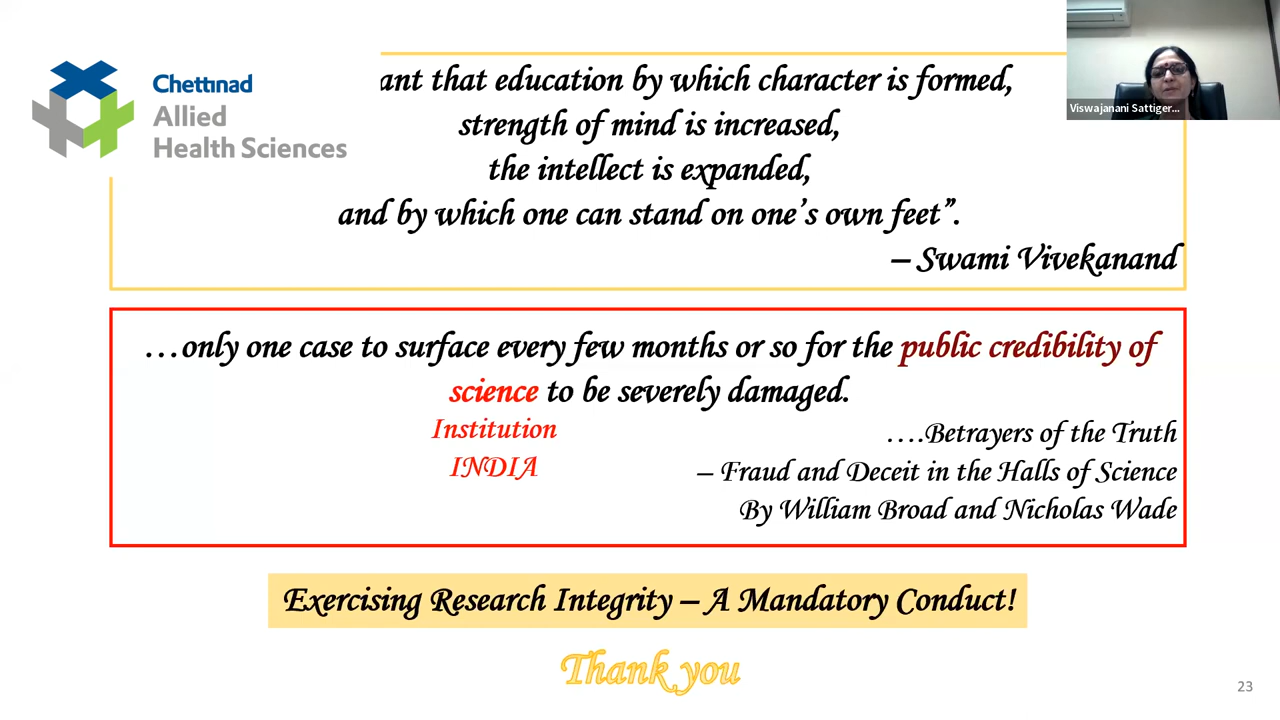 Chettinad
Allied
Health Sciences
ant that education by which character is formed,
strength of mind is increased,
the intellect is expanded,
and by which one can stand on one's own feet”.
– Swami Vivekanand
Viswajanani Sattiger...
...only one case to surface every few months or so for the public credibility of
science to be severely damaged.
Institution
INDIA
....Betrayers of the Truth
– Fraud and Deceit in the Halls of Science
By William Broad and Nicholas Wade
Exercising Research Integrity – A Mandatory Conduct!
Thank you
23